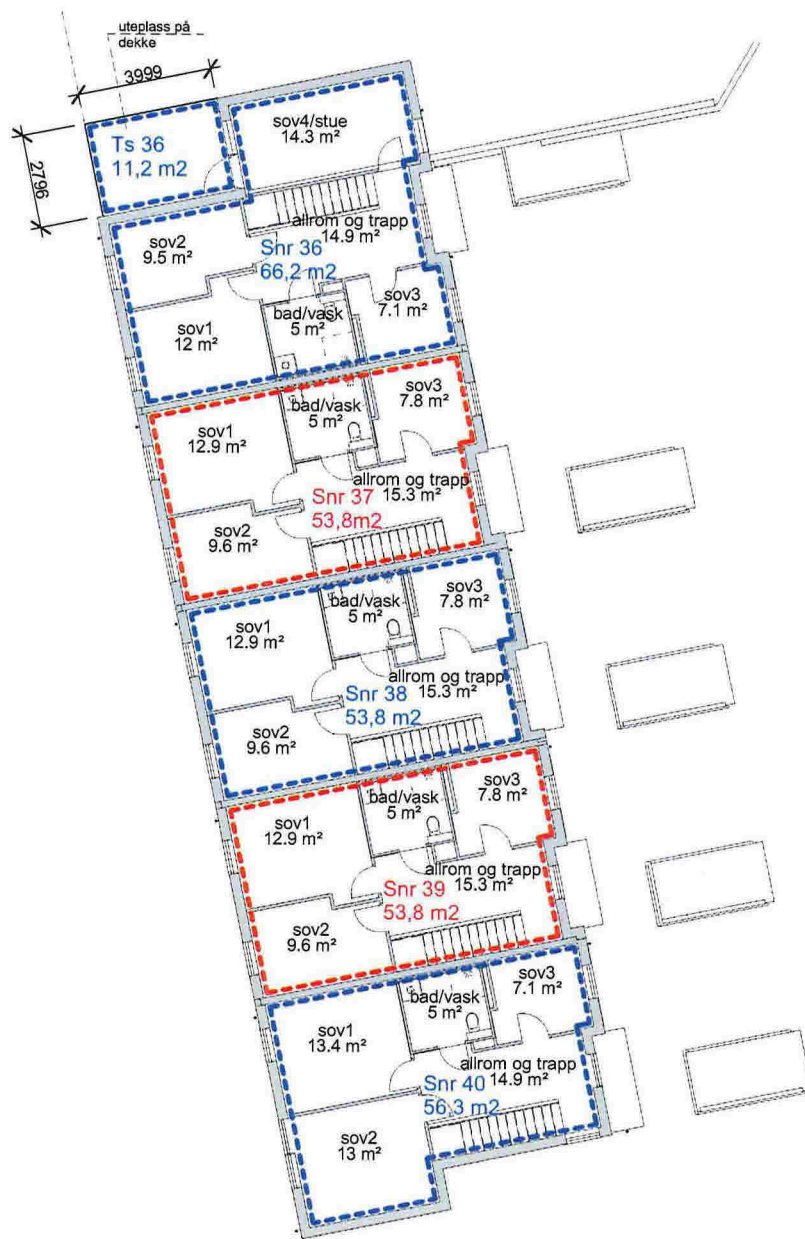 uteplass på
dekke
3999
2796
Ts 36
11,2 m2
sov4/stue
14.3 m²
allrom og trapp
14.9 m²
sov2
9.5 m²
Snr 36
66,2 m2
sov3
7.1 m²
sov1
12 m²
bad/vask
5 m²
sov3
7.8 m²
bad/vask
5 m²
sov1
12.9 m²
allrom og trapp
15.3 m²
Snr 37
53,8m2
sov2
9.6 m²
sov3
7.8 m²
bad/vask
5 m²
sov1
12.9 m²
allrom og trapp
15.3 m²
Snr 38
53,8 m2
sov2
9.6 m²
sov3
7.8 m²
bad/vask
5 m²
sov1
12.9 m²
allrom og trapp
15.3 m²
Snr 39
53,8 m2
sov2
9.6 m²
sov3
7.1 m²
bad/vask
5 m²
sov1
13.4 m²
allrom og trapp
14.9 m²
Snr 40
56,3 m2
sov2
13 m²